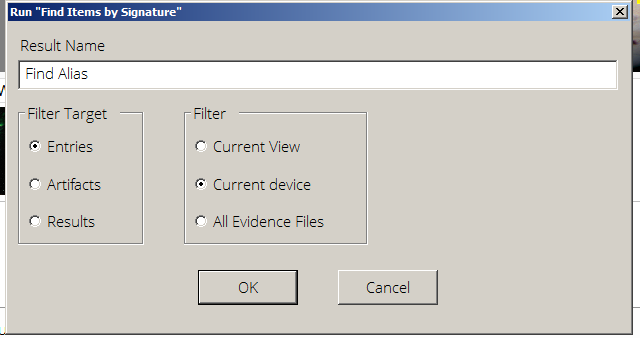 Run "Find Items by Signature"
Result Name
Find Alias
Filter Target
Filter
Entries
Current View
Artifacts
Current device
Results
All Evidence Files
OK
Cancel